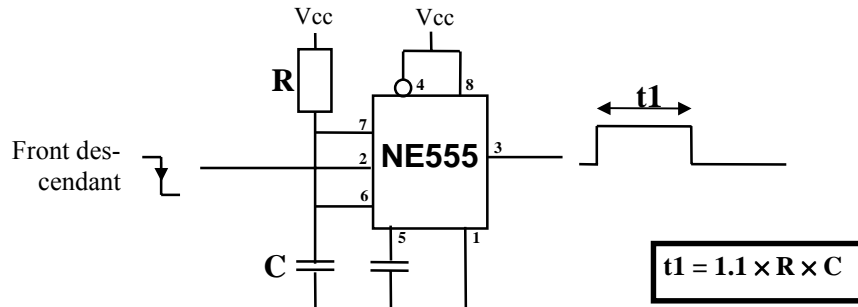 Vcc
Vcc
R
4
8
t1
7
Front des-
cendant
2
NE555
3
6
5
1
C
t1 = 1.1 × R × C